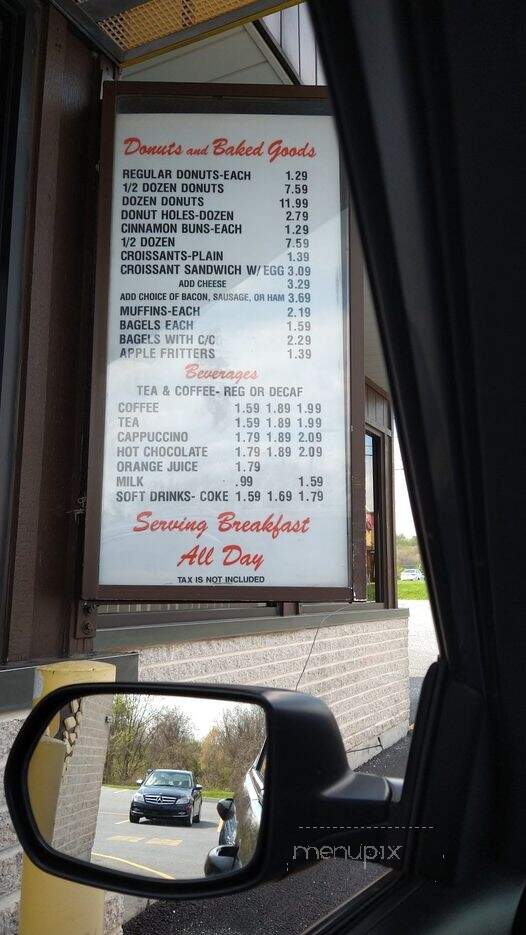 Donuts and Baked Goods
REGULAR DONUTS-EACH 1.29
1/2 DOZEN DONUTS 7.59
DOZEN DONUTS 11.99
DONUT HOLES-DOZEN 2.79
CINNAMON BUNS-EACH 1.29
1/2 DOZEN 7.59
CROISSANTS-PLAIN 1.39
CROISSANT SANDWICH W/ EGG 3.09
ADD CHEESE 3.29
ADD CHOICE OF BACON, SAUSAGE, OR HAM 3.69
MUFFINS-EACH 2.19
BAGELS EACH 1.59
BAGELS WITH C/C 2.29
APPLE FRITTERS 1.39
Beverages
TEA & COFFEE- REG OR DECAF
COFFEE 1.59 1.89 1.99
TEA 1.59 1.89 1.99
CAPPUCCINO 1.79 1.89 2.09
HOT CHOCOLATE 1.79 1.89 2.09
ORANGE JUICE 1.79
MILK .99 1.59
SOFT DRINKS- COKE 1.59 1.69 1.79
Serving Breakfast
All Day
TAX IS NOT INCLUDED
menupix